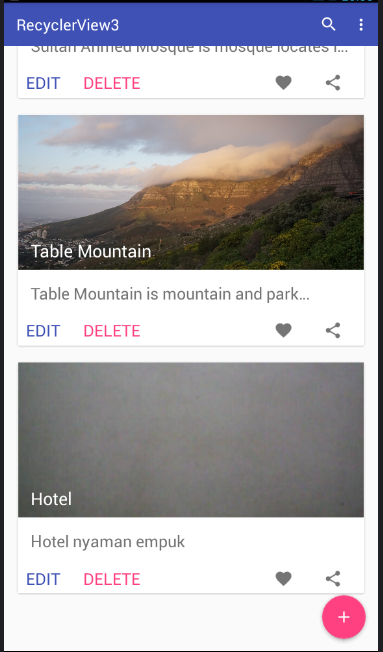 RecyclerView3
Sultan Ahmed Mosque is mosque locates i...
EDIT DELETE
Table Mountain
Table Mountain is mountain and park...
EDIT DELETE
Hotel
Hotel nyaman empuk
EDIT DELETE